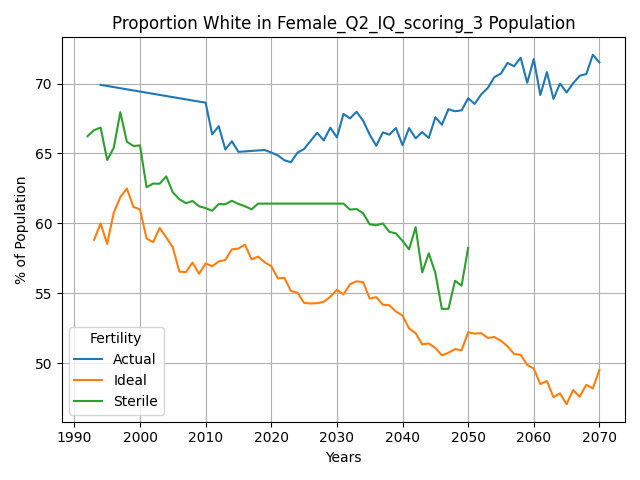 Proportion White in Female_Q2_IQ_scoring_3 Population
% of Population
70
65
60
55
50
Fertility
Actual
Ideal
Sterile
1990 2000 2010 2020 2030 2040 2050 2060 2070
Years